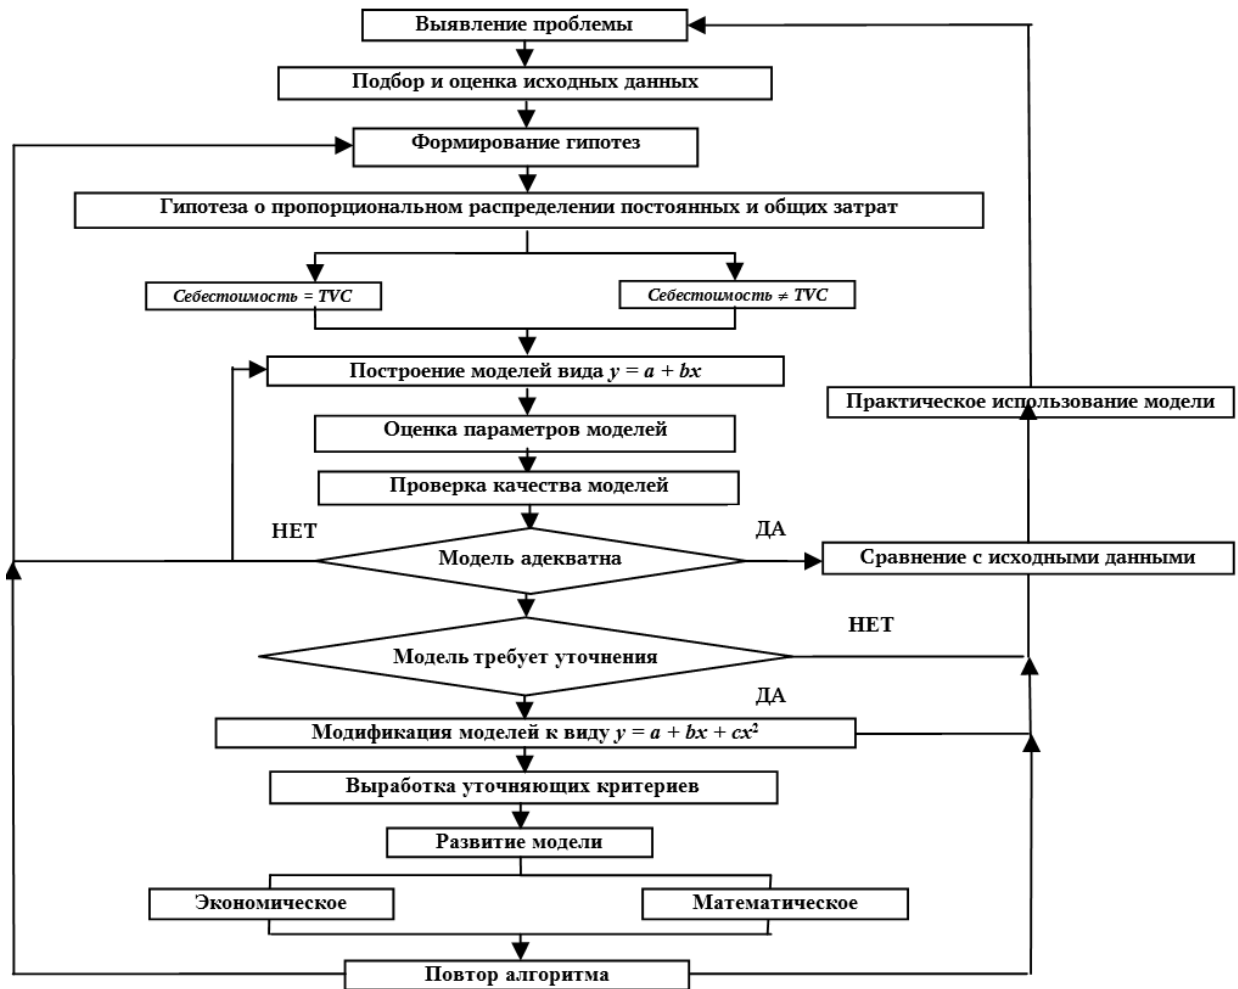 Выявление проблемы
Подбор и оценка исходных данных
Формирование гипотез
Гипотеза о пропорциональном распределении постоянных и общих затрат
Себестоимость = TVC
Себестоимость ≠ TVC
Построение моделей вида y = a + bx
Практическое использование модели
Оценка параметров моделей
Проверка качества моделей
НЕТ
ДА
Модель адекватна
Сравнение с исходными данными
НЕТ
Модель требует уточнения
ДА
Модификация моделей к виду y = a + bx + cx²
Выработка уточняющих критериев
Развитие модели
Экономическое
Математическое
Повтор алгоритма